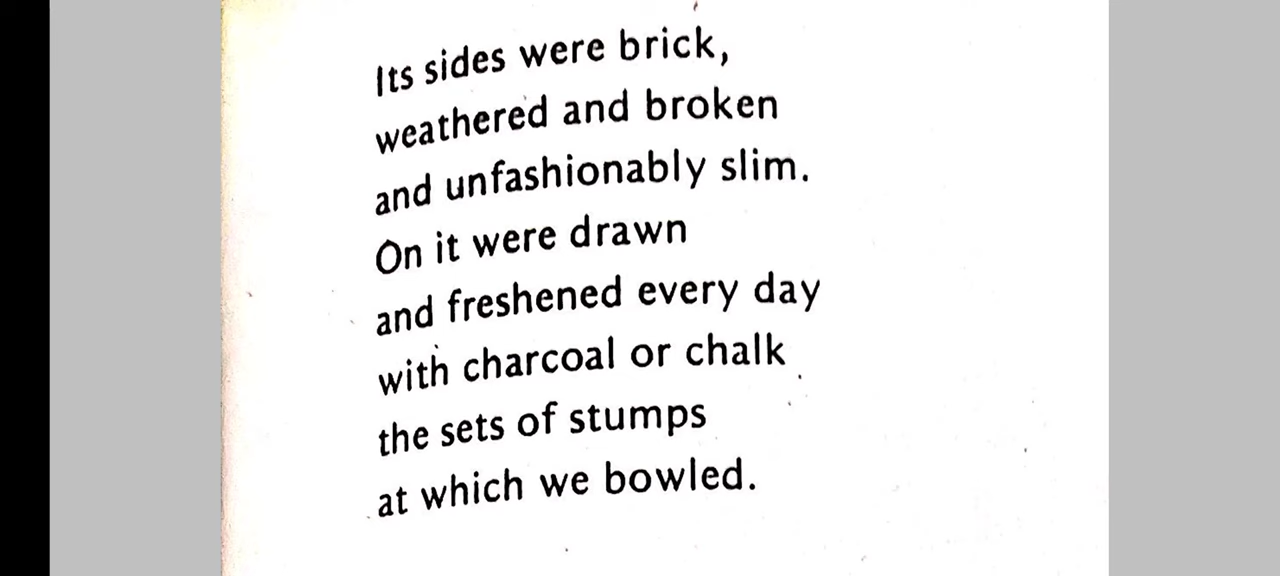 Its sides were brick,
weathered and broken
and unfashionably slim.
On it were drawn
and freshened every day
with charcoal or chalk
the sets of stumps
at which we bowled.